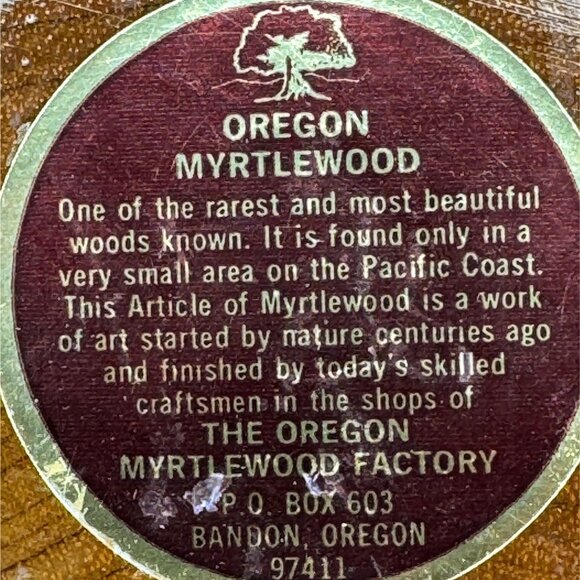 OREGON
MYRTLEWOOD
One of the rarest and most beautiful
woods known. It is found only in a
very small area on the Pacific Coast.
This Article of Myrtlewood is a work
of art started by nature centuries ago
and finished by today's skilled
craftsmen in the shops of
THE OREGON
MYRTLEWOOD FACTORY
P.O. BOX 603
BANDON, OREGON
97411